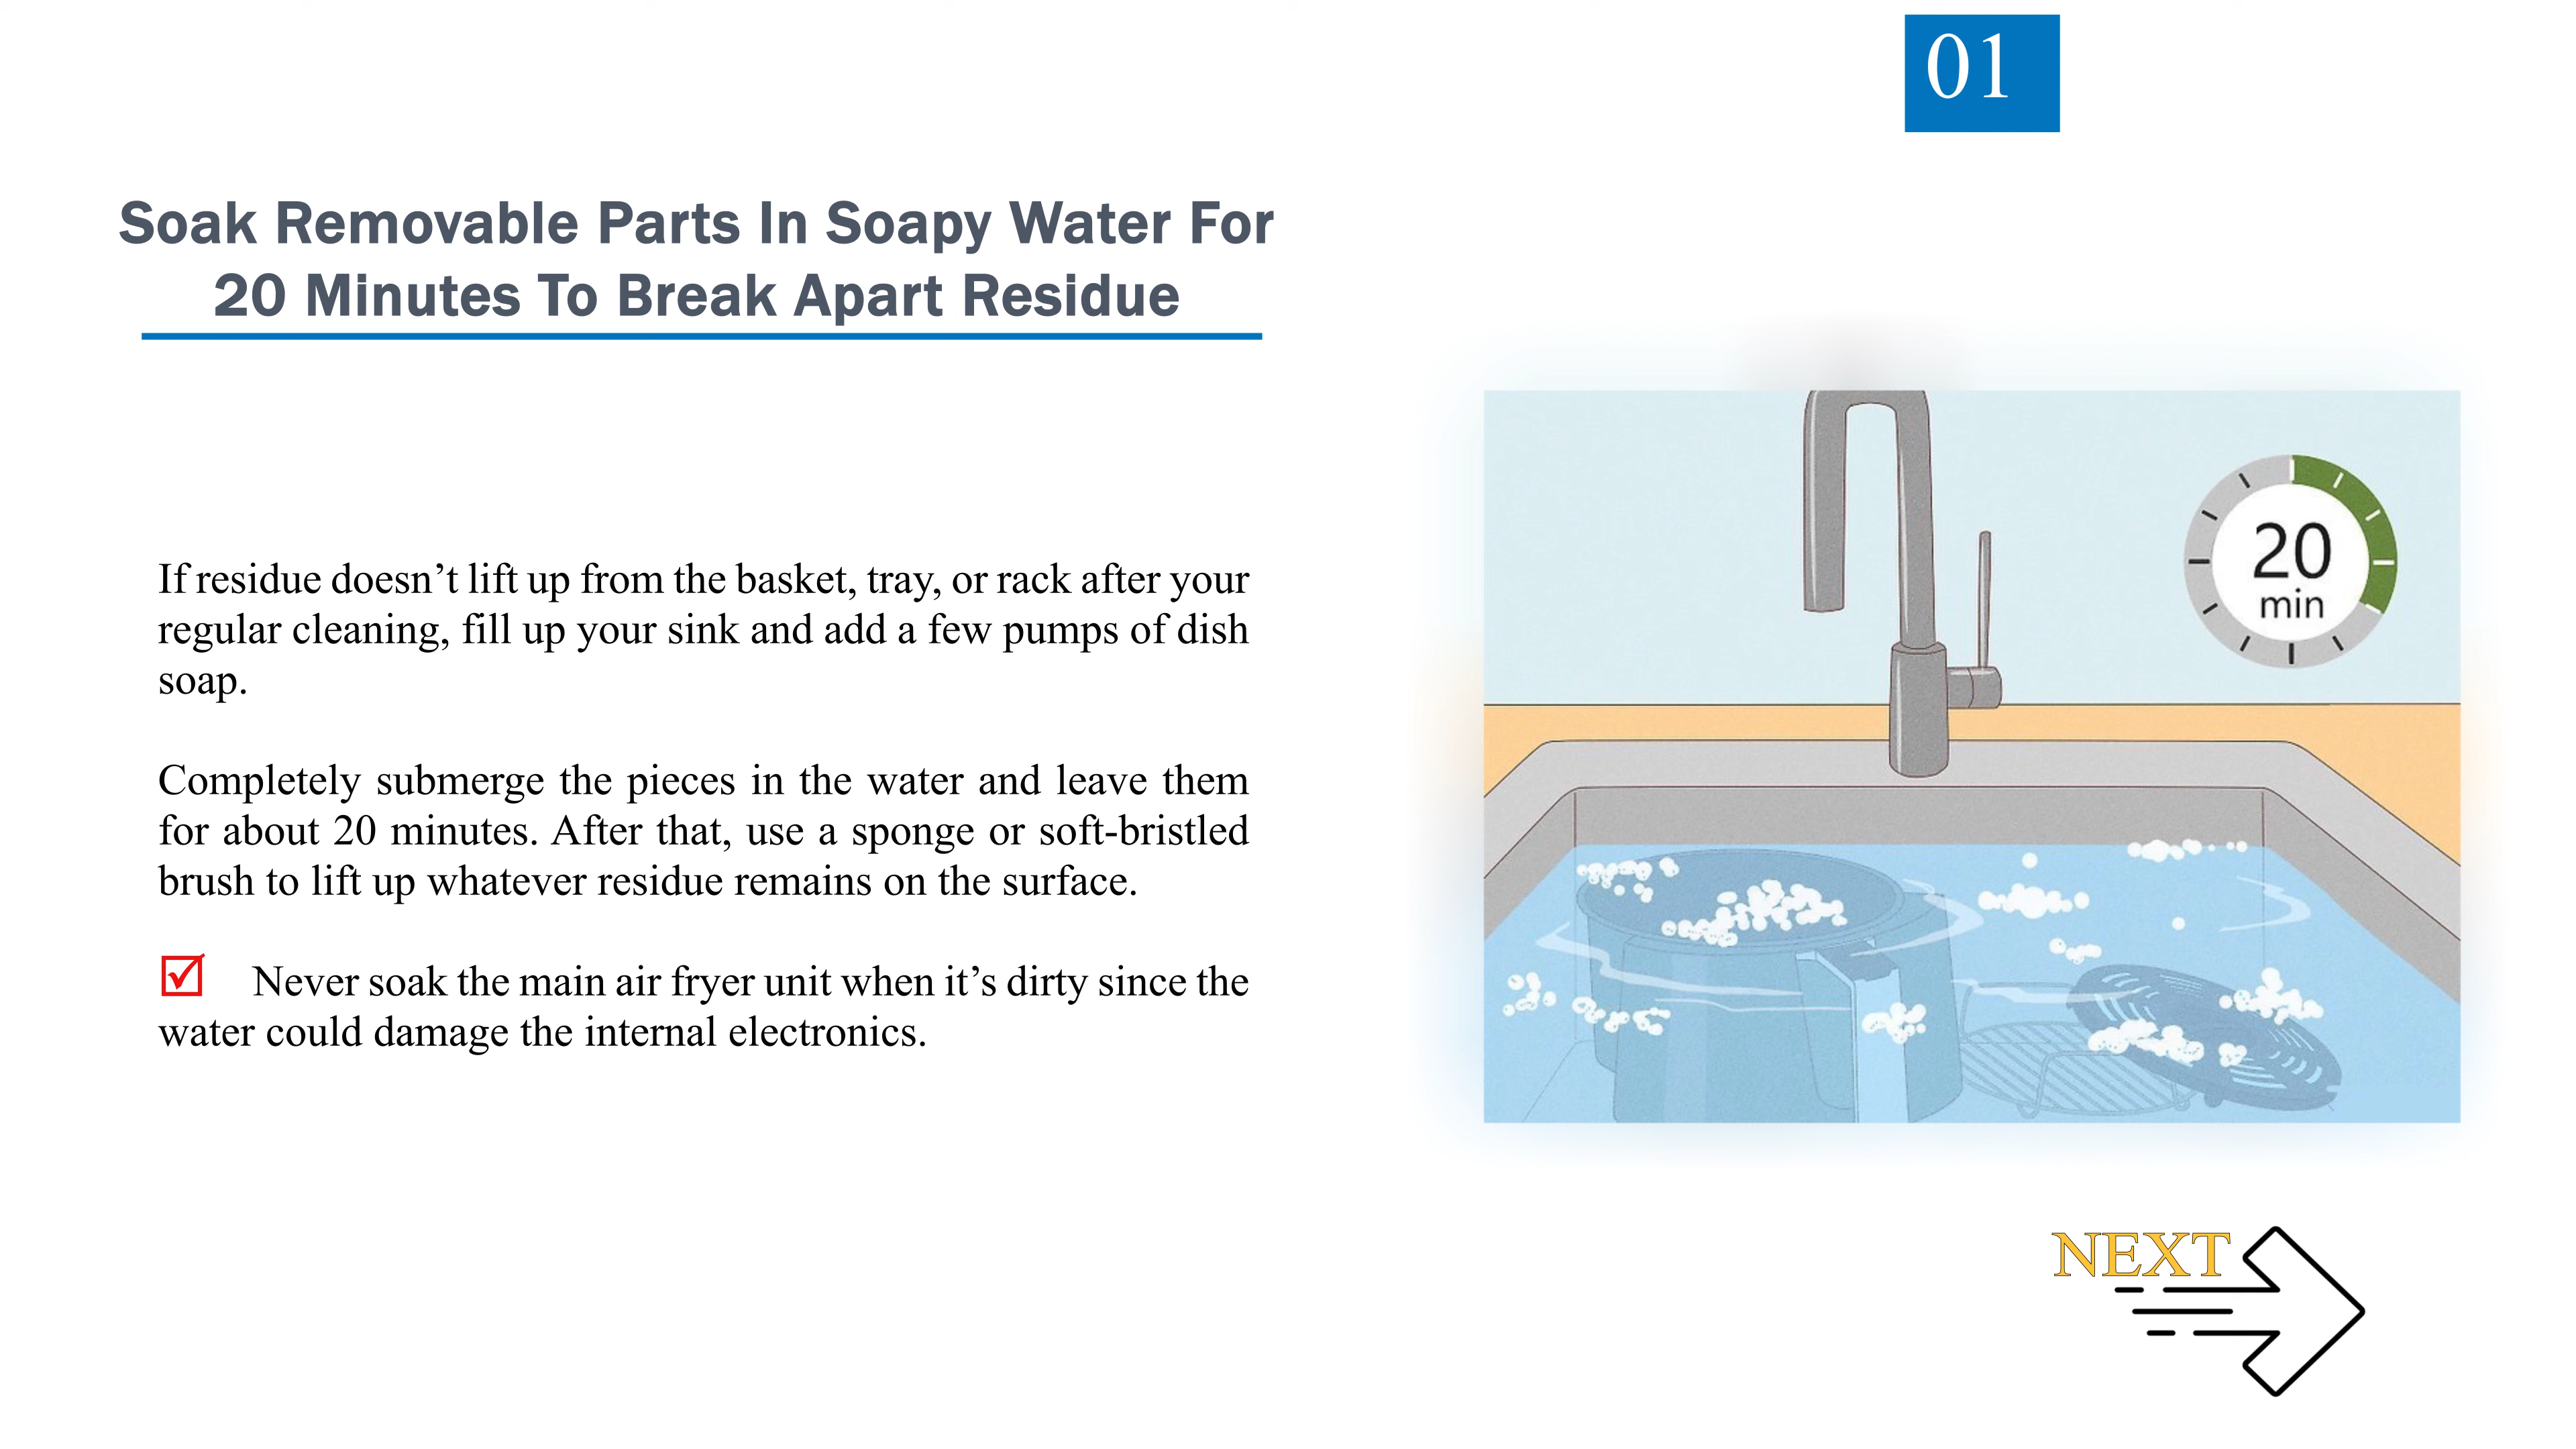 01
Soak Removable Parts In Soapy Water For
20 Minutes To Break Apart Residue
If residue doesn’t lift up from the basket, tray, or rack after your
regular cleaning, fill up your sink and add a few pumps of dish
soap.
Completely submerge the pieces in the water and leave them
for about 20 minutes. After that, use a sponge or soft-bristled
brush to lift up whatever residue remains on the surface.
☑ Never soak the main air fryer unit when it’s dirty since the
water could damage the internal electronics.
20
min
NEXT